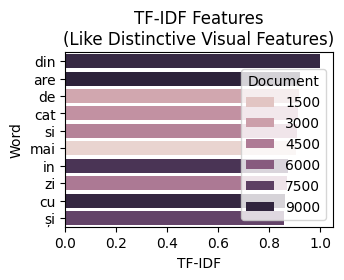 TF-IDF Features
(Like Distinctive Visual Features)
Word
din
are
de
cat
si
mai
in
zi
cu
și
Document
1500
3000
4500
6000
7500
9000
0.0 0.2 0.4 0.6 0.8 1.0
TF-IDF